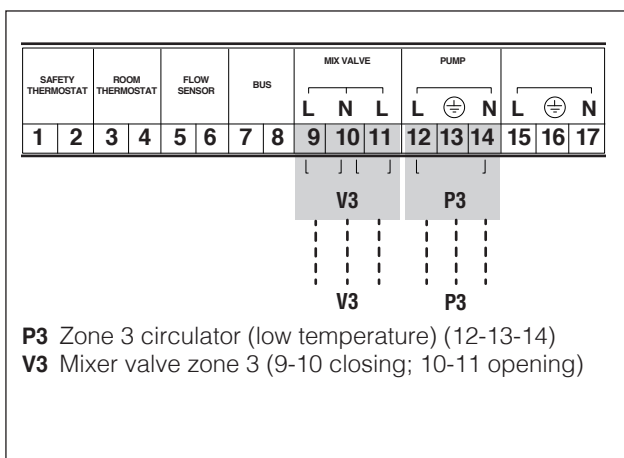 MIX VALVE PUMP
SAFETY THERMOSTAT ROOM THERMOSTAT FLOW SENSOR BUS
L N L L N L N
1 2 3 4 5 6 7 8 9 10 11 12 13 14 15 16 17
V3 P3
V3 P3
P3 Zone 3 circulator (low temperature) (12-13-14)
V3 Mixer valve zone 3 (9-10 closing; 10-11 opening)